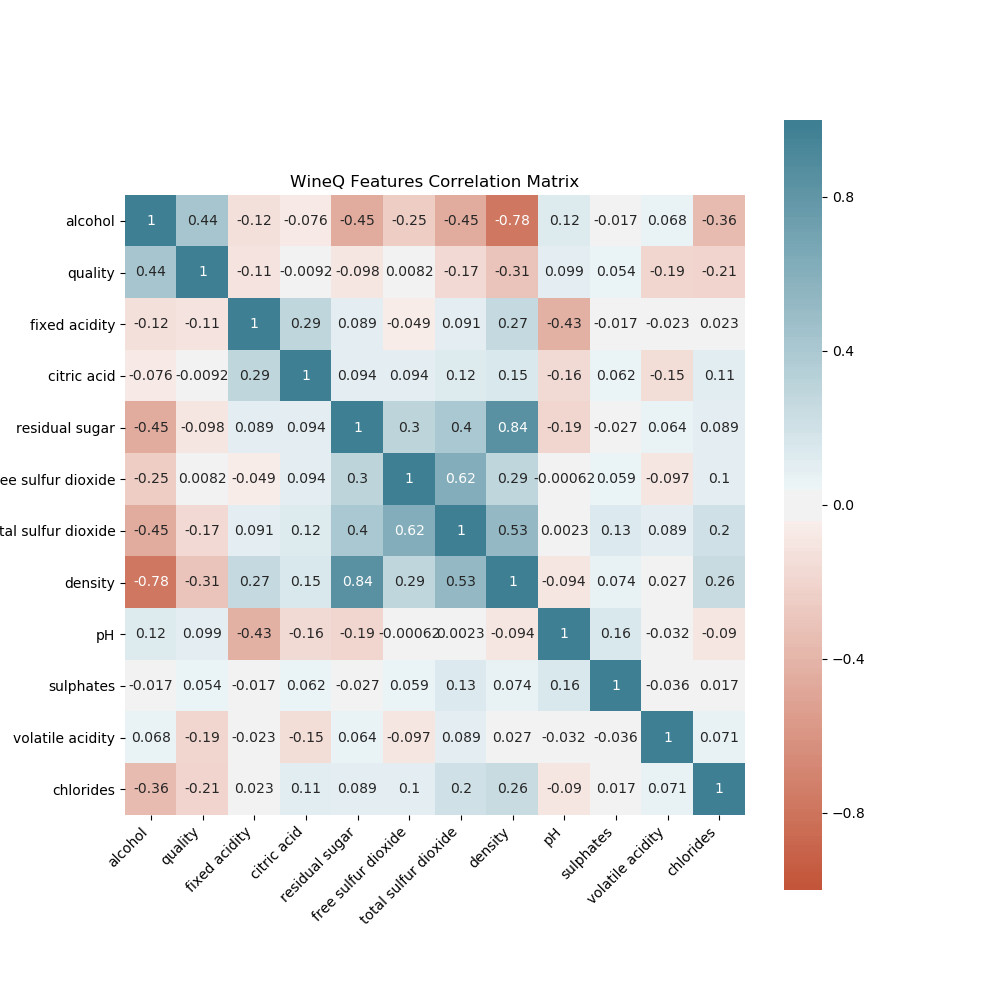 WineQ Features Correlation Matrix
alcohol 1 0.44 -0.12 -0.076 -0.45 -0.25 -0.45 -0.78 0.12 -0.017 0.068 -0.36
quality 0.44 1 -0.11 -0.0092 -0.098 0.0082 -0.17 -0.31 0.099 0.054 -0.19 -0.21
fixed acidity -0.12 -0.11 1 0.29 0.089 -0.049 0.091 0.27 -0.43 -0.017 -0.023 0.023
citric acid -0.076 -0.0092 0.29 1 0.094 0.094 0.12 0.15 -0.16 0.062 -0.15 0.11
residual sugar -0.45 -0.098 0.089 0.094 1 0.3 0.4 0.84 -0.19 -0.027 0.064 0.089
ee sulfur dioxide -0.25 0.0082 -0.049 0.094 0.3 1 0.62 0.29 -0.00062 0.059 -0.097 0.1
tal sulfur dioxide -0.45 -0.17 0.091 0.12 0.4 0.62 1 0.53 0.0023 0.13 0.089 0.2
density -0.78 -0.31 0.27 0.15 0.84 0.29 0.53 1 -0.094 0.074 0.027 0.26
pH 0.12 0.099 -0.43 -0.16 -0.19 -0.00062 0.0023 -0.094 1 0.16 -0.032 -0.09
sulphates -0.017 0.054 -0.017 0.062 -0.027 0.059 0.13 0.074 0.16 1 -0.036 0.017
volatile acidity 0.068 -0.19 -0.023 -0.15 0.064 -0.097 0.089 0.027 -0.032 -0.036 1 0.071
chlorides -0.36 -0.21 0.023 0.11 0.089 0.1 0.2 0.26 -0.09 0.017 0.071 1
alcohol
quality
fixed acidity
citric acid
residual sugar
free sulfur dioxide
total sulfur dioxide
density
pH
sulphates
volatile acidity
chlorides
0.8
0.4
0.0
−0.4
−0.8